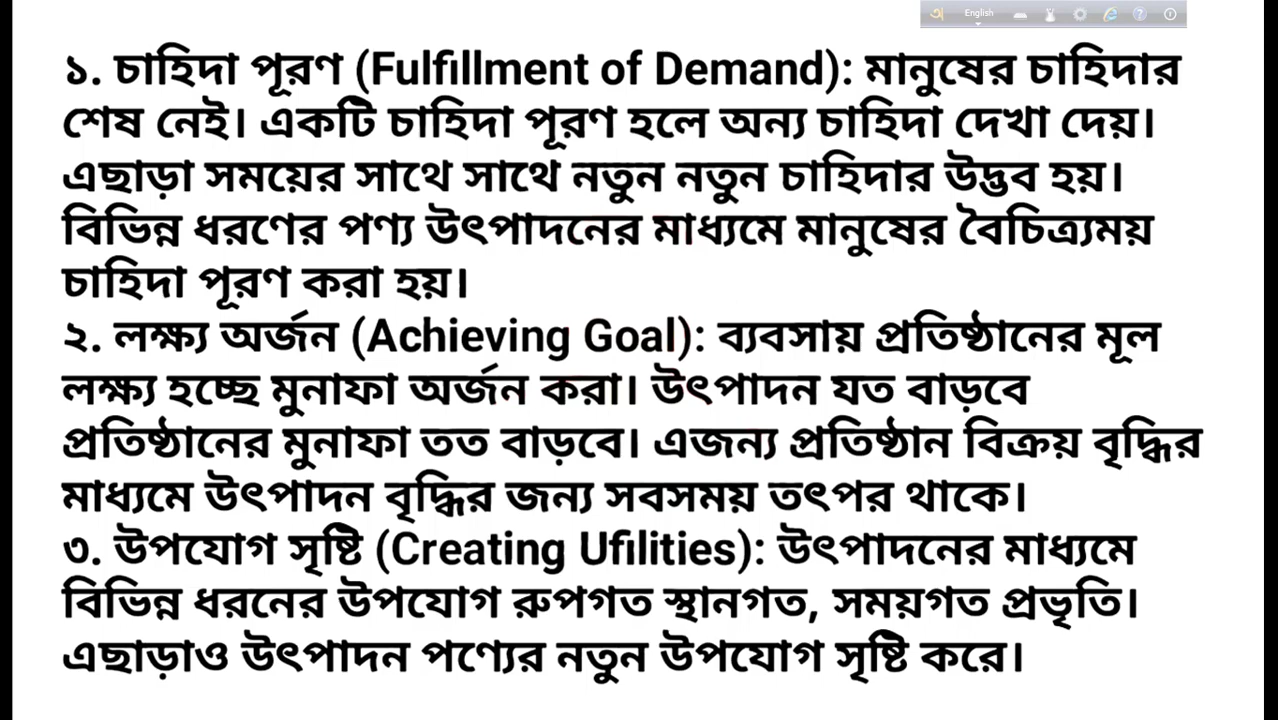 অ English
১. চাহিদা পূরণ (Fulfillment of Demand): মানুষের চাহিদার
শেষ নেই। একটি চাহিদা পূরণ হলে অন্য চাহিদা দেখা দেয়।
এছাড়া সময়ের সাথে সাথে নতুন নতুন চাহিদার উদ্ভব হয়।
বিভিন্ন ধরণের পণ্য উৎপাদনের মাধ্যমে মানুষের বৈচিত্র্যময়
চাহিদা পূরণ করা হয়।
২. লক্ষ্য অর্জন (Achieving Goal): ব্যবসায় প্রতিষ্ঠানের মূল
লক্ষ্য হচ্ছে মুনাফা অর্জন করা। উৎপাদন যত বাড়বে
প্রতিষ্ঠানের মুনাফা তত বাড়বে। এজন্য প্রতিষ্ঠান বিক্রয় বৃদ্ধির
মাধ্যমে উৎপাদন বৃদ্ধির জন্য সবসময় তৎপর থাকে।
৩. উপযোগ সৃষ্টি (Creating Ufilities): উৎপাদনের মাধ্যমে
বিভিন্ন ধরনের উপযোগ রুপগত স্থানগত, সময়গত প্রভৃতি।
এছাড়াও উৎপাদন পণ্যের নতুন উপযোগ সৃষ্টি করে।